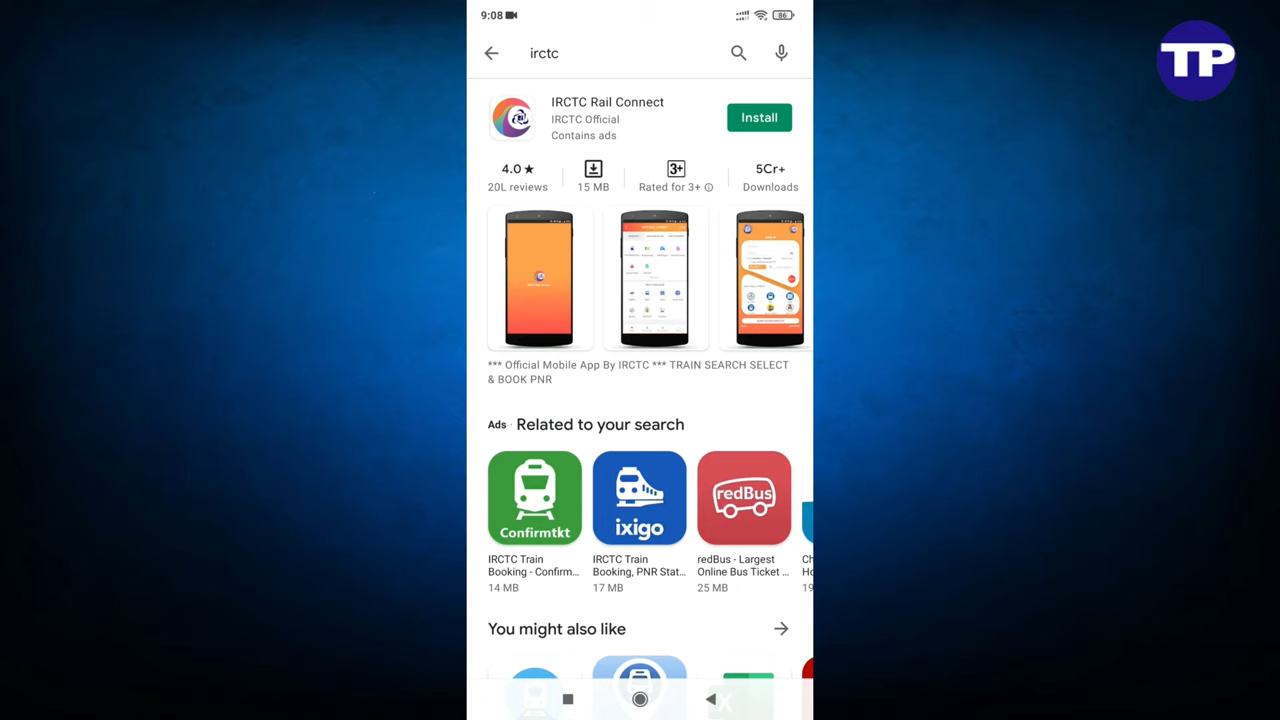 9:08
86
TP
irctc
IRCTC Rail Connect
IRCTC Official
Contains ads
Install
4.0 ★
20L reviews
15 MB
3+
Rated for 3+
5Cr+
Downloads
*** Official Mobile App By IRCTC *** TRAIN SEARCH SELECT
& BOOK PNR
Ads · Related to your search
Confirmtkt
ixigo
redBus
IRCTC Train
Booking - Confirm...
14 MB
IRCTC Train
Booking, PNR Stat...
17 MB
redBus - Largest
Online Bus Ticket ...
25 MB
You might also like